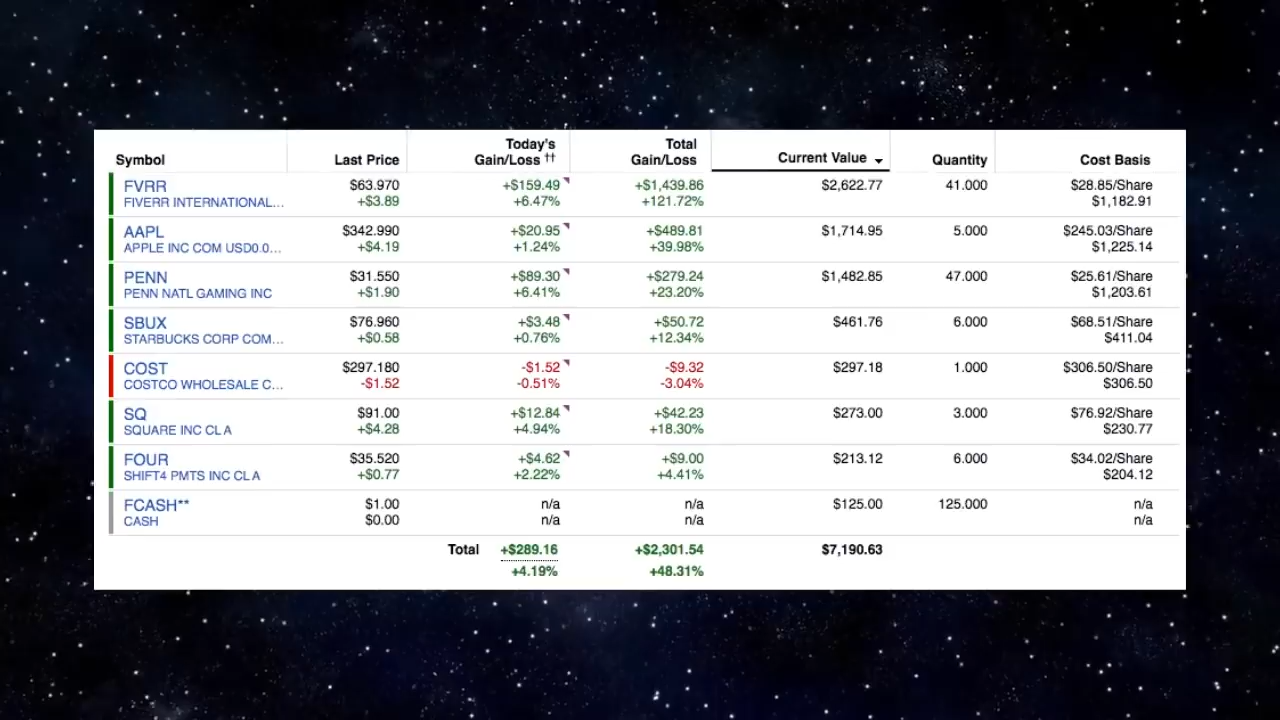 Symbol Last Price Today's Gain/Loss †† Total Gain/Loss Current Value Quantity Cost Basis
FVRR $63.970 +$159.49 +$1,439.86 $2,622.77 41.000 $28.85/Share
FIVERR INTERNATIONAL... +$3.89 +6.47% +121.72% $1,182.91
AAPL $342.990 +$20.95 +$489.81 $1,714.95 5.000 $245.03/Share
APPLE INC COM USD0.0... +$4.19 +1.24% +39.98% $1,225.14
PENN $31.550 +$89.30 +$279.24 $1,482.85 47.000 $25.61/Share
PENN NATL GAMING INC +$1.90 +6.41% +23.20% $1,203.61
SBUX $76.960 +$3.48 +$50.72 $461.76 6.000 $68.51/Share
STARBUCKS CORP COM... +$0.58 +0.76% +12.34% $411.04
COST $297.180 -$1.52 -$9.32 $297.18 1.000 $306.50/Share
COSTCO WHOLESALE C... -$1.52 -0.51% -3.04% $306.50
SQ $91.00 +$12.84 +$42.23 $273.00 3.000 $76.92/Share
SQUARE INC CL A +$4.28 +4.94% +18.30% $230.77
FOUR $35.520 +$4.62 +$9.00 $213.12 6.000 $34.02/Share
SHIFT4 PMTS INC CL A +$0.77 +2.22% +4.41% $204.12
FCASH** $1.00 n/a n/a $125.00 125.000 n/a
CASH $0.00 n/a n/a n/a
Total +$289.16 +$2,301.54 $7,190.63
+4.19% +48.31%